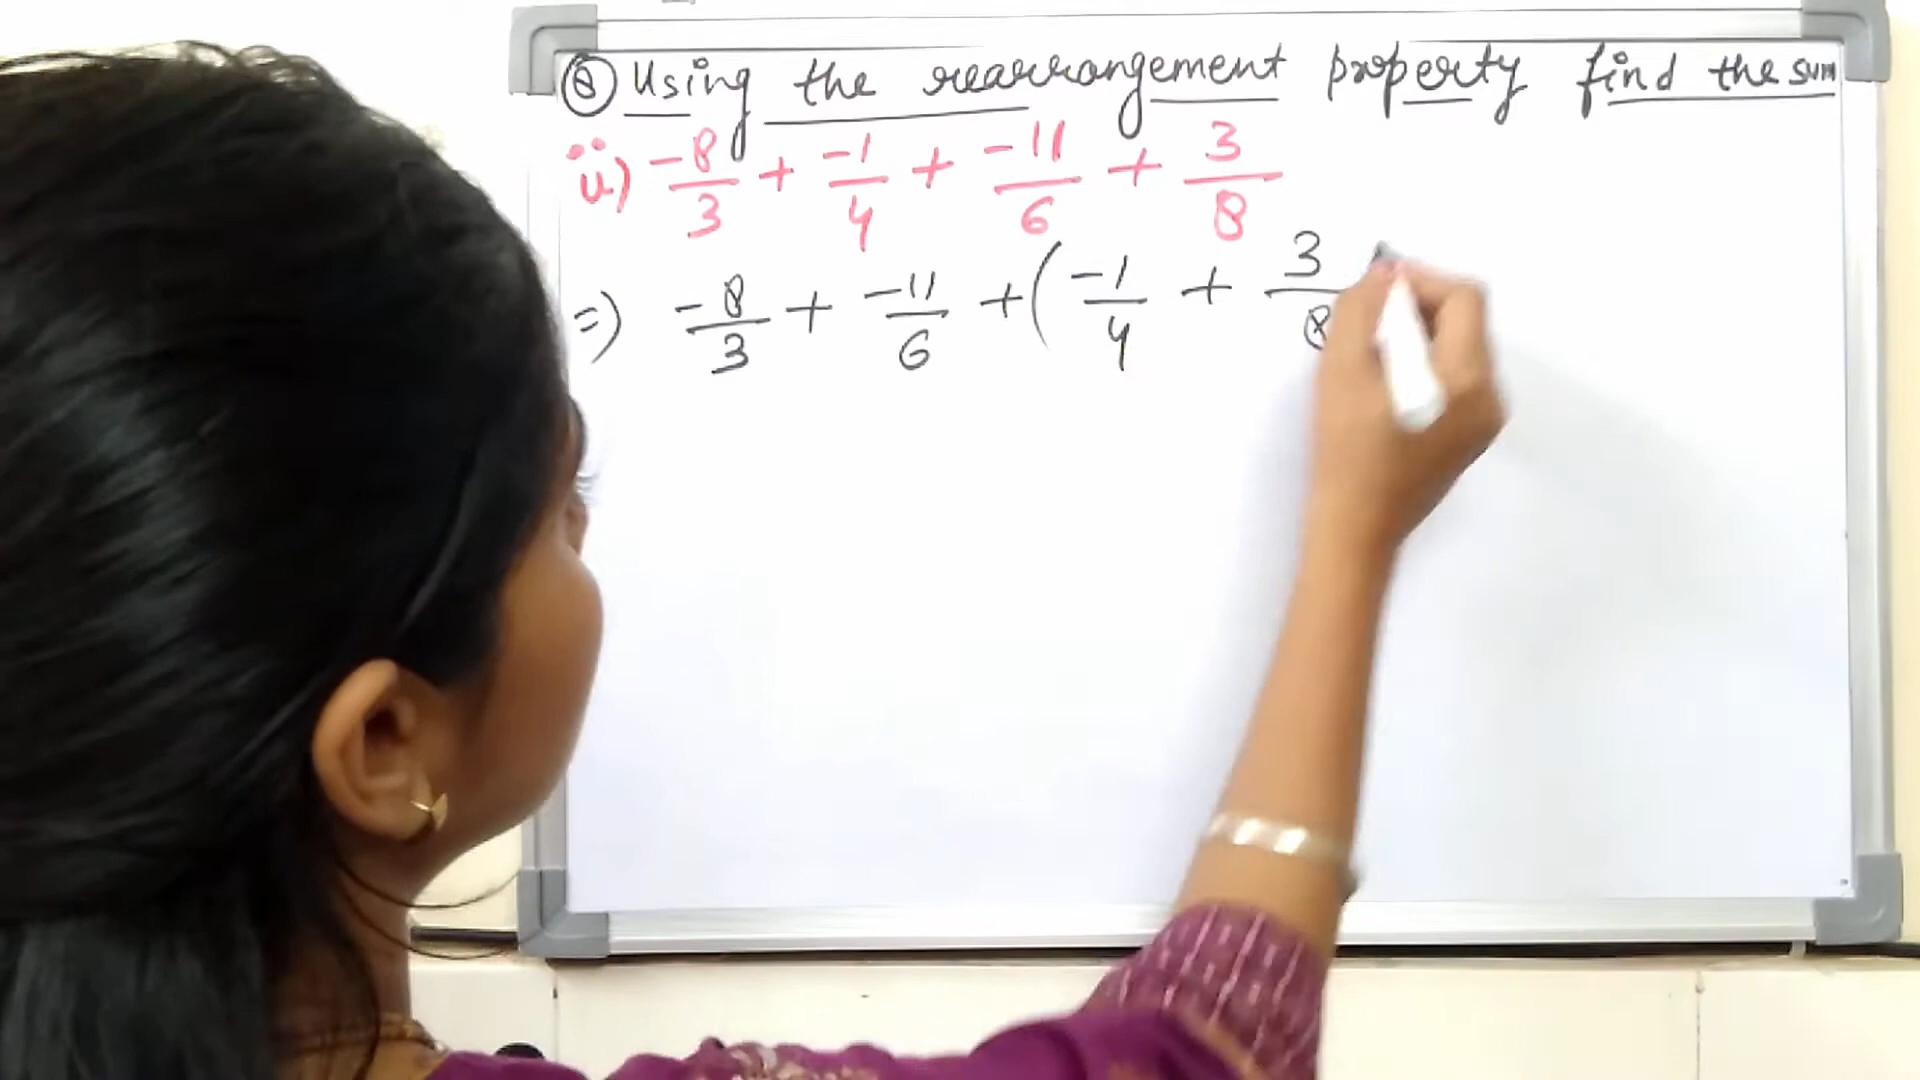 Q Using the rearrangement property find the sum
ii) -8/3 + -1/4 + -11/6 + 3/8
=) -8/3 + -11/6 + (-1/4 + 3/8